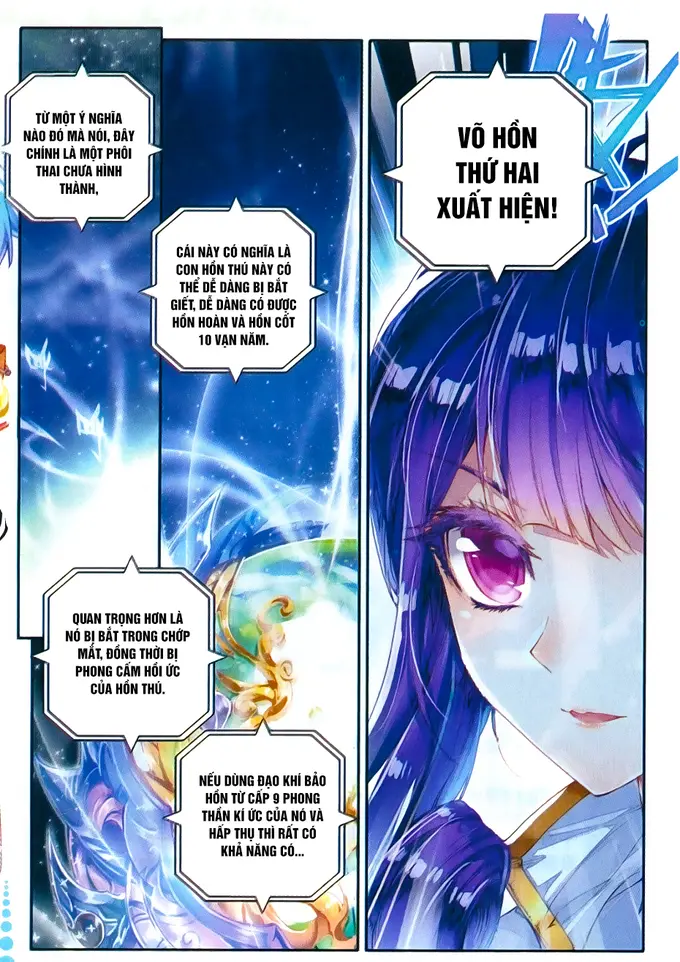 TỪ MỘT Ý NGHĨA
NÀO ĐÓ MÀ NÓI, ĐÂY
CHÍNH LÀ MỘT PHÔI
THAI CHƯA HÌNH
THÀNH,
CÁI NÀY CÓ NGHĨA LÀ
CON HỒN THÚ NÀY CÓ
THỂ DỄ DÀNG BỊ BẮT
GIẾT, DỄ DÀNG CÓ ĐƯỢC
HỒN HOÀN VÀ HỒN CỐT
10 VẠN NĂM.
QUAN TRỌNG HƠN LÀ
NÓ BỊ BẮT TRONG CHỚP
MẮT, ĐỒNG THỜI BỊ
PHONG CẤM HỒI ỨC
CỦA HỒN THÚ.
NẾU DÙNG ĐẠO KHÍ BẢO
HỒN TỪ CẤP 9 PHONG
THẦN KÍ ỨC CỦA NÓ VÀ
HẤP THỤ THÌ RẤT CÓ
KHẢ NĂNG CÓ...
VÕ HỒN
THỨ HAI
XUẤT HIỆN!